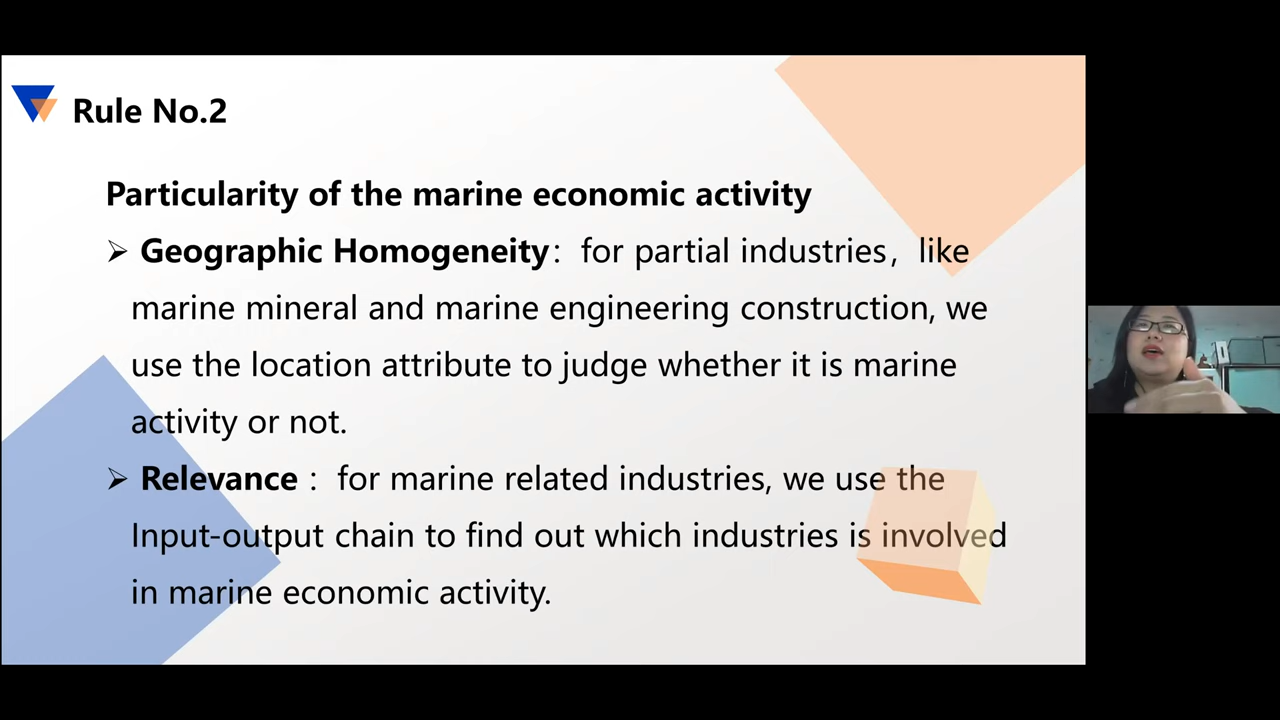 Rule No.2
Particularity of the marine economic activity
➢ Geographic Homogeneity： for partial industries， like
marine mineral and marine engineering construction, we
use the location attribute to judge whether it is marine
activity or not.
➢ Relevance： for marine related industries, we use the
Input-output chain to find out which industries is involved
in marine economic activity.